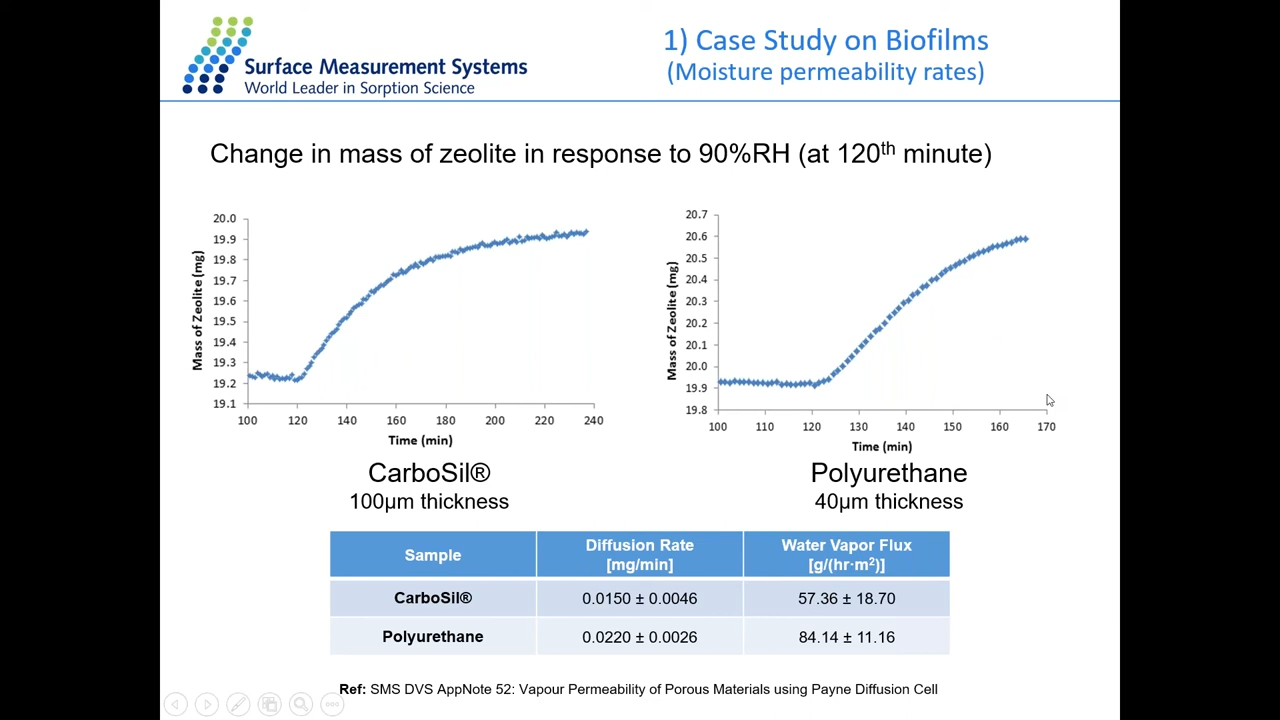 Surface Measurement Systems
World Leader in Sorption Science
1) Case Study on Biofilms
(Moisture permeability rates)
Change in mass of zeolite in response to 90%RH (at 120th minute)
20.0
19.9
19.8
19.7
19.6
19.5
19.4
19.3
19.2
19.1
Mass of Zeolite (mg)
100 120 140 160 180 200 220 240
Time (min)
CarboSil®
100µm thickness
20.7
20.6
20.5
20.4
20.3
20.2
20.1
20.0
19.9
19.8
Mass of Zeolite (mg)
100 110 120 130 140 150 160 170
Time (min)
Polyurethane
40µm thickness
Sample Diffusion Rate [mg/min] Water Vapor Flux [g/(hr·m²)]
CarboSil® 0.0150 ± 0.0046 57.36 ± 18.70
Polyurethane 0.0220 ± 0.0026 84.14 ± 11.16
Ref: SMS DVS AppNote 52: Vapour Permeability of Porous Materials using Payne Diffusion Cell